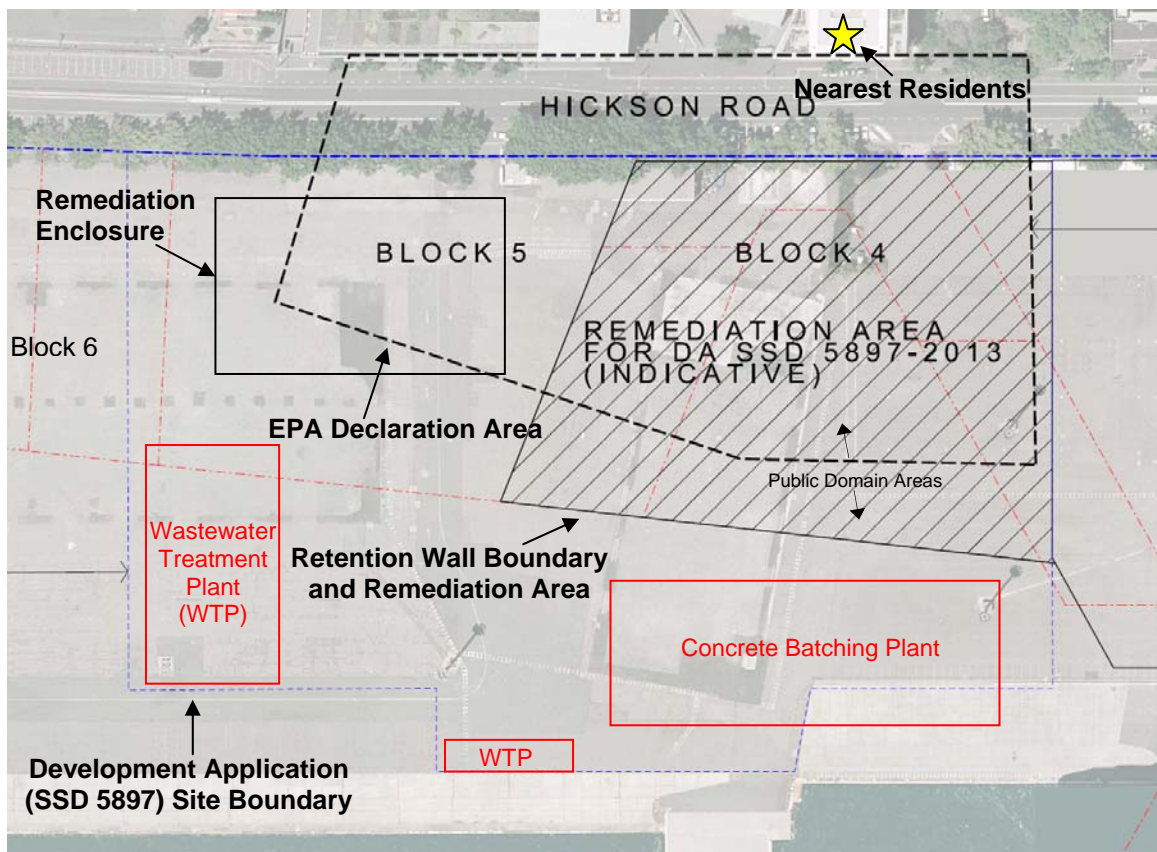 Nearest Residents
HICKSON ROAD
Remediation
Enclosure
BLOCK 5
BLOCK 4
REMEDIATION AREA
FOR DA SSD 5897-2013
(INDICATIVE)
Block 6
EPA Declaration Area
Public Domain Areas
Wastewater
Treatment
Plant
(WTP)
Retention Wall Boundary
and Remediation Area
Concrete Batching Plant
WTP
Development Application
(SSD 5897) Site Boundary